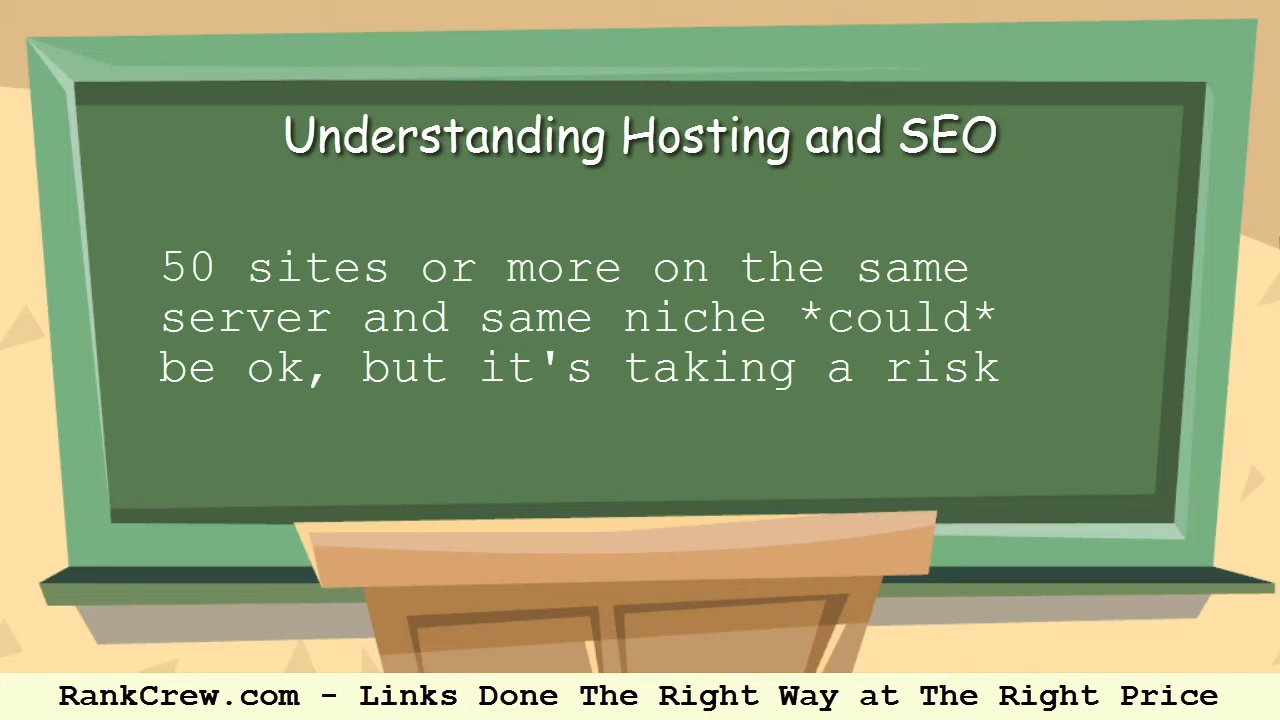 Understanding Hosting and SEO
50 sites or more on the same
server and same niche *could*
be ok, but it's taking a risk
RankCrew.com - Links Done The Right Way at The Right Price